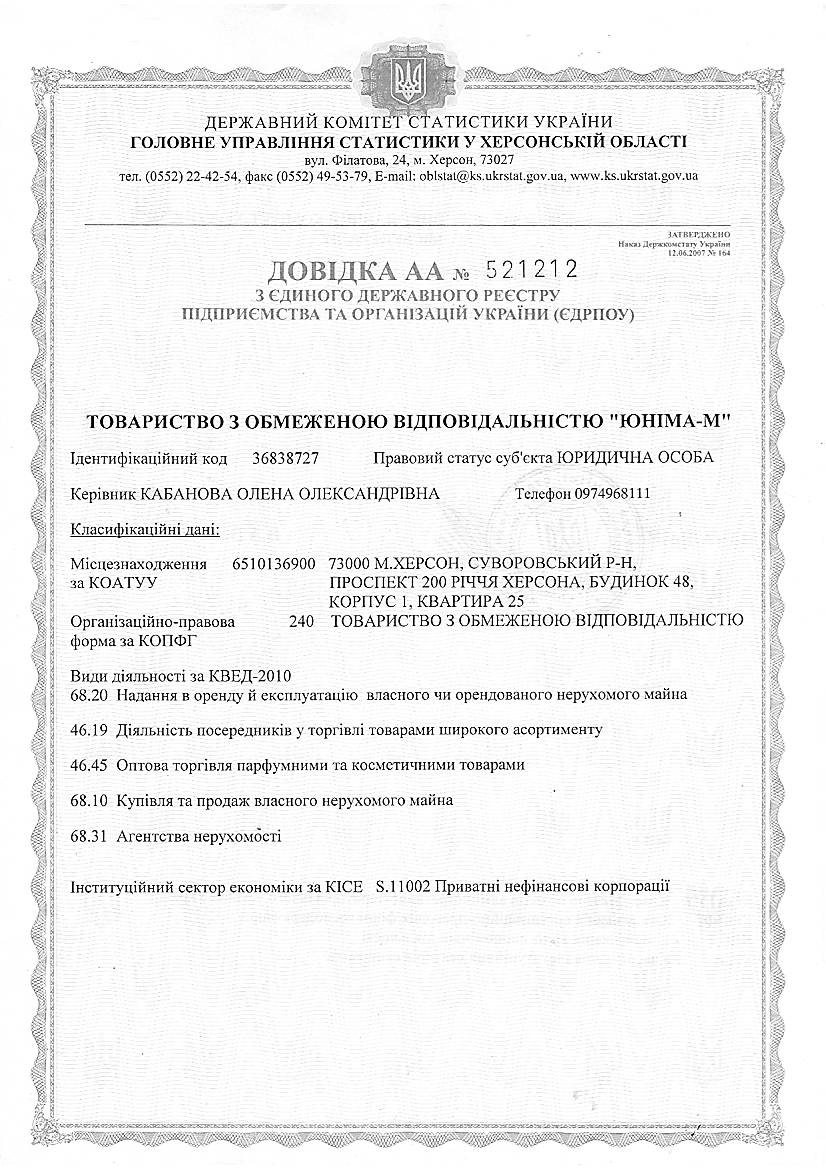 ДЕРЖАВНИЙ КОМІТЕТ СТАТИСТИКИ УКРАЇНИ
ГОЛОВНЕ УПРАВЛІННЯ СТАТИСТИКИ У ХЕРСОНСЬКІЙ ОБЛАСТІ
вул. Філатова, 24, м. Херсон, 73027
тел. (0552) 22-42-54, факс (0552) 49-53-79, E-mail: oblstat@ks.ukrstat.gov.ua, www.ks.ukrstat.gov.ua
ЗАТВЕРДЖЕНО
Наказ Держкомстату України
12.06.2007 № 164
ДОВІДКА АА № 521212
З ЄДИНОГО ДЕРЖАВНОГО РЕЄСТРУ
ПІДПРИЄМСТВА ТА ОРГАНІЗАЦІЙ УКРАЇНИ (ЄДРПОУ)
ТОВАРИСТВО З ОБМЕЖЕНОЮ ВІДПОВІДАЛЬНІСТЮ "ЮНІМА-М"
Ідентифікаційний код 36838727 Правовий статус суб'єкта ЮРИДИЧНА ОСОБА
Керівник КАБАНОВА ОЛЕНА ОЛЕКСАНДРІВНА Телефон 0974968111
Класифікаційні дані:
Місцезнаходження 6510136900 73000 М.ХЕРСОН, СУВОРОВСЬКИЙ Р-Н,
за КОАТУУ ПРОСПЕКТ 200 РІЧЧЯ ХЕРСОНА, БУДИНОК 48,
КОРПУС 1, КВАРТИРА 25
Організаційно-правова 240 ТОВАРИСТВО З ОБМЕЖЕНОЮ ВІДПОВІДАЛЬНІСТЮ
форма за КОПФГ
Види діяльності за КВЕД-2010
68.20 Надання в оренду й експлуатацію власного чи орендованого нерухомого майна
46.19 Діяльність посередників у торгівлі товарами широкого асортименту
46.45 Оптова торгівля парфумними та косметичними товарами
68.10 Купівля та продаж власного нерухомого майна
68.31 Агентства нерухомості
Інституційний сектор економіки за КІСЕ S.11002 Приватні нефінансові корпорації